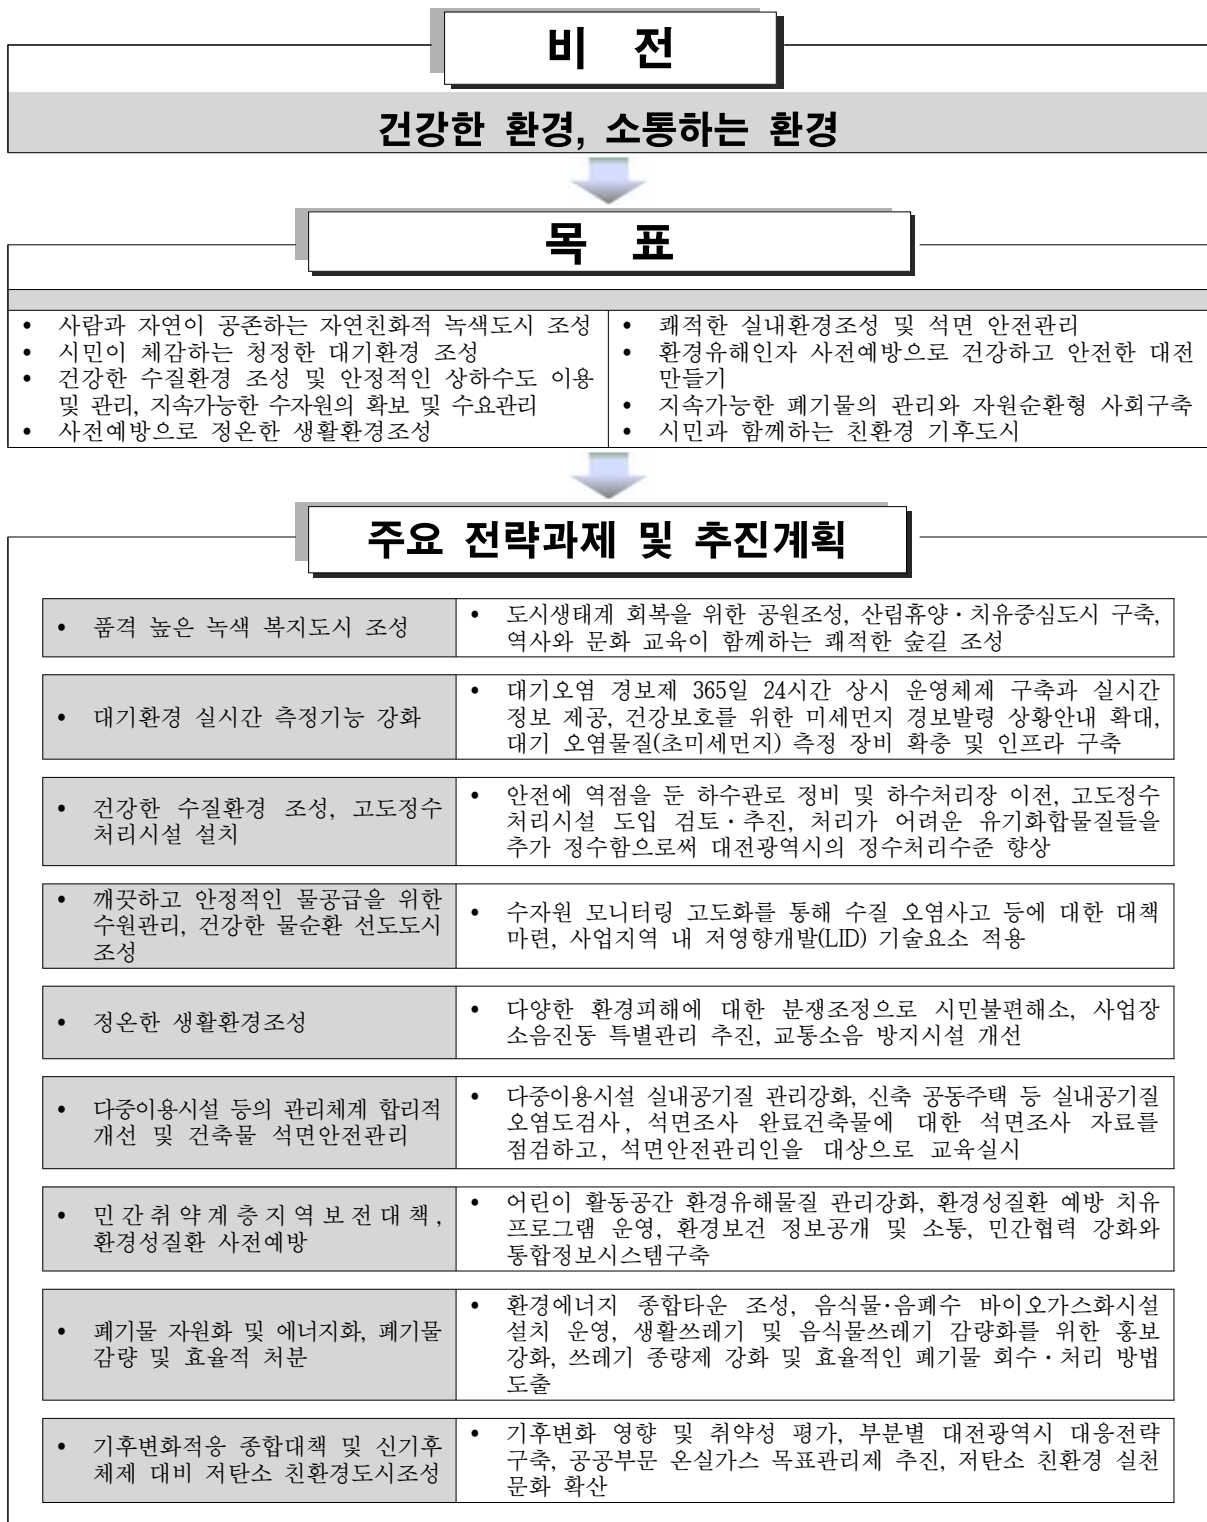 비 전
건강한 환경, 소통하는 환경
목 표
• 사람과 자연이 공존하는 자연친화적 녹색도시 조성
• 시민이 체감하는 청정한 대기환경 조성
• 건강한 수질환경 조성 및 안정적인 상하수도 이용
및 관리, 지속가능한 수자원의 확보 및 수요관리
• 사전예방으로 정온한 생활환경조성
• 쾌적한 실내환경조성 및 석면 안전관리
• 환경유해인자 사전예방으로 건강하고 안전한 대전
만들기
• 지속가능한 폐기물의 관리와 자원순환형 사회구축
• 시민과 함께하는 친환경 기후도시
주요 전략과제 및 추진계획
• 품격 높은 녹색 복지도시 조성
• 도시생태계 회복을 위한 공원조성, 산림휴양·치유중심도시 구축,
역사와 문화 교육이 함께하는 쾌적한 숲길 조성
• 대기환경 실시간 측정기능 강화
• 대기오염 경보제 365일 24시간 상시 운영체제 구축과 실시간
정보 제공, 건강보호를 위한 미세먼지 경보발령 상황안내 확대,
대기 오염물질(초미세먼지) 측정 장비 확충 및 인프라 구축
• 건강한 수질환경 조성, 고도정수
처리시설 설치
• 안전에 역점을 둔 하수관로 정비 및 하수처리장 이전, 고도정수
처리시설 도입 검토·추진, 처리가 어려운 유기화합물질들을
추가 정수함으로써 대전광역시의 정수처리수준 향상
• 깨끗하고 안정적인 물공급을 위한
수원관리, 건강한 물순환 선도도시
조성
• 수자원 모니터링 고도화를 통해 수질 오염사고 등에 대한 대책
마련, 사업지역 내 저영향개발(LID) 기술요소 적용
• 정온한 생활환경조성
• 다양한 환경피해에 대한 분쟁조정으로 시민불편해소, 사업장
소음진동 특별관리 추진, 교통소음 방지시설 개선
• 다중이용시설 등의 관리체계 합리적
개선 및 건축물 석면안전관리
• 다중이용시설 실내공기질 관리강화, 신축 공동주택 등 실내공기질
오염도검사, 석면조사 완료건축물에 대한 석면조사 자료를
점검하고, 석면안전관리인을 대상으로 교육실시
• 민간취약계층지역보전대책,
환경성질환 사전예방
• 어린이 활동공간 환경유해물질 관리강화, 환경성질환 예방 치유
프로그램 운영, 환경보건 정보공개 및 소통, 민간협력 강화와
통합정보시스템구축
• 폐기물 자원화 및 에너지화, 폐기물
감량 및 효율적 처분
• 환경에너지 종합타운 조성, 음식물·음폐수 바이오가스화시설
설치 운영, 생활쓰레기 및 음식물쓰레기 감량화를 위한 홍보
강화, 쓰레기 종량제 강화 및 효율적인 폐기물 회수·처리 방법
도출
• 기후변화적응 종합대책 및 신기후
체제 대비 저탄소 친환경도시조성
• 기후변화 영향 및 취약성 평가, 부분별 대전광역시 대응전략
구축, 공공부문 온실가스 목표관리제 추진, 저탄소 친환경 실천
문화 확산